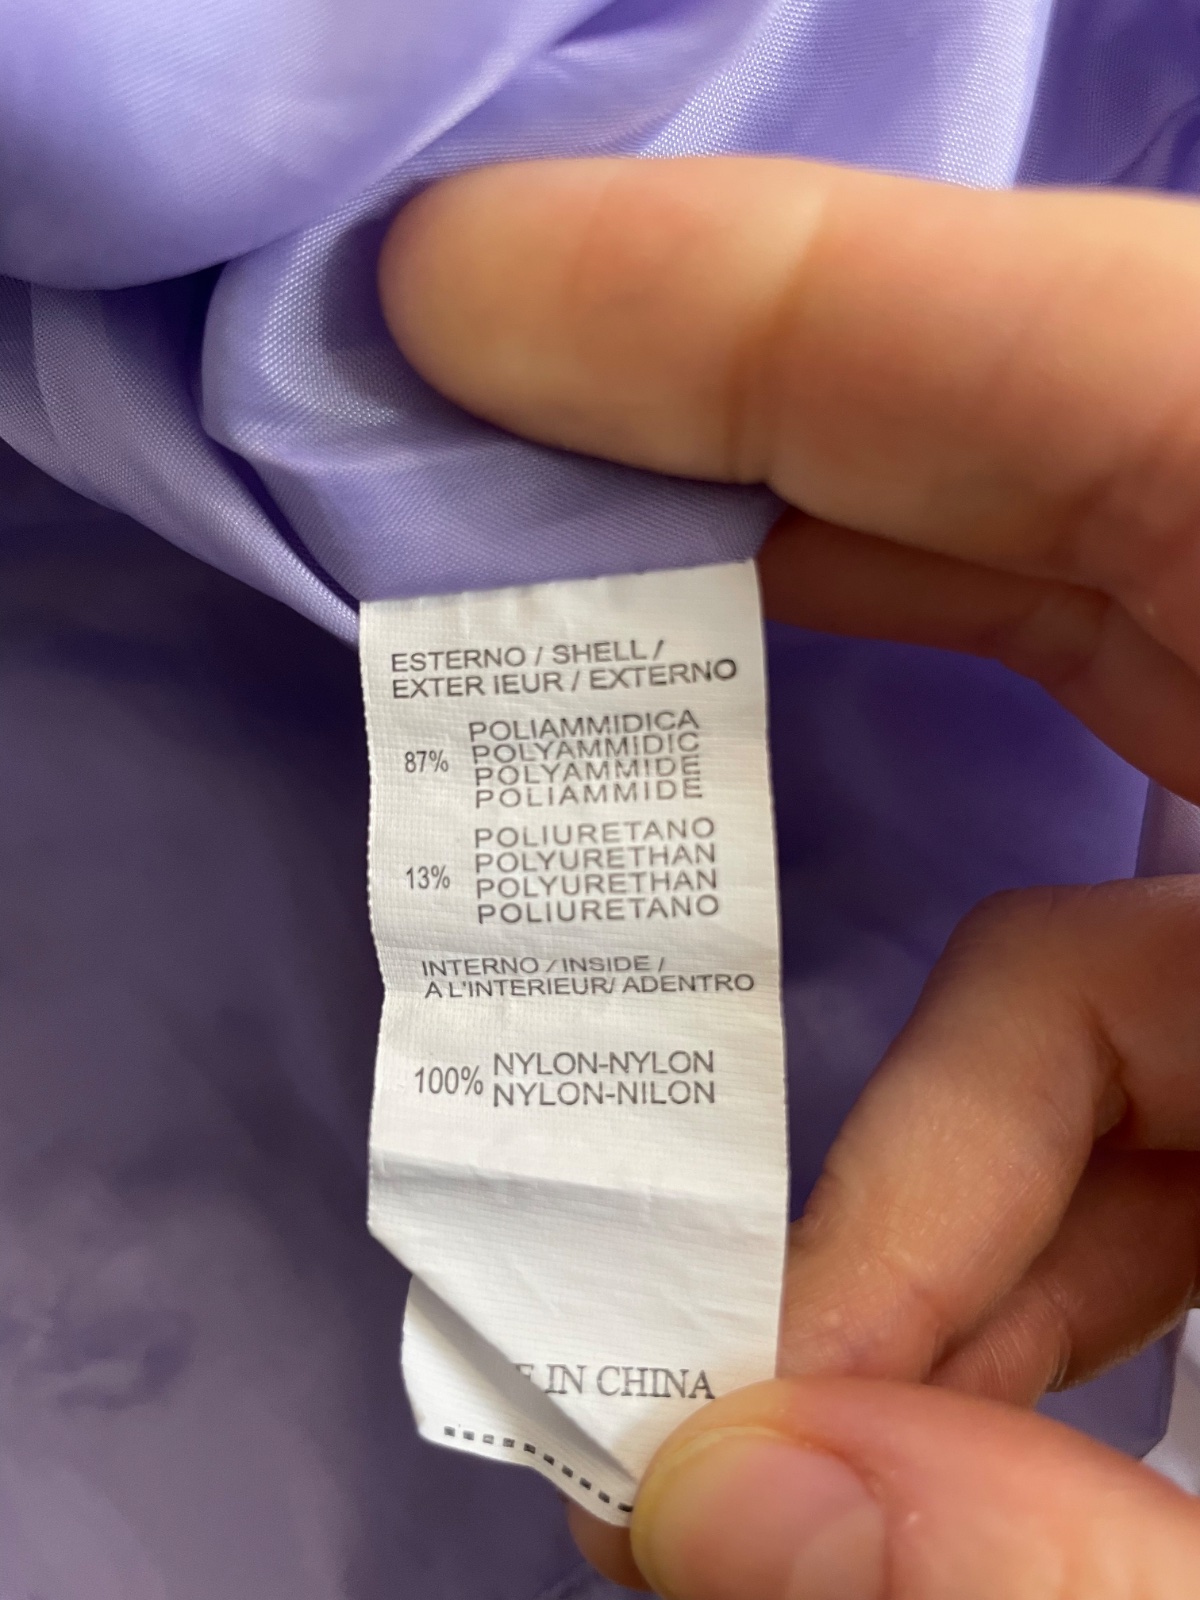 ESTERNO / SHELL /
EXTER IEUR / EXTERNO
POLIAMMIDICA
87% POLYAMMIDIC
POLYAMMIDE
POLIAMMIDE
POLIURETANO
POLYURETHAN
13% POLYURETHAN
POLIURETANO
INTERNO / INSIDE /
A L'INTERIEUR/ ADENTRO
100% NYLON-NYLON
NYLON-NILON
E IN CHINA